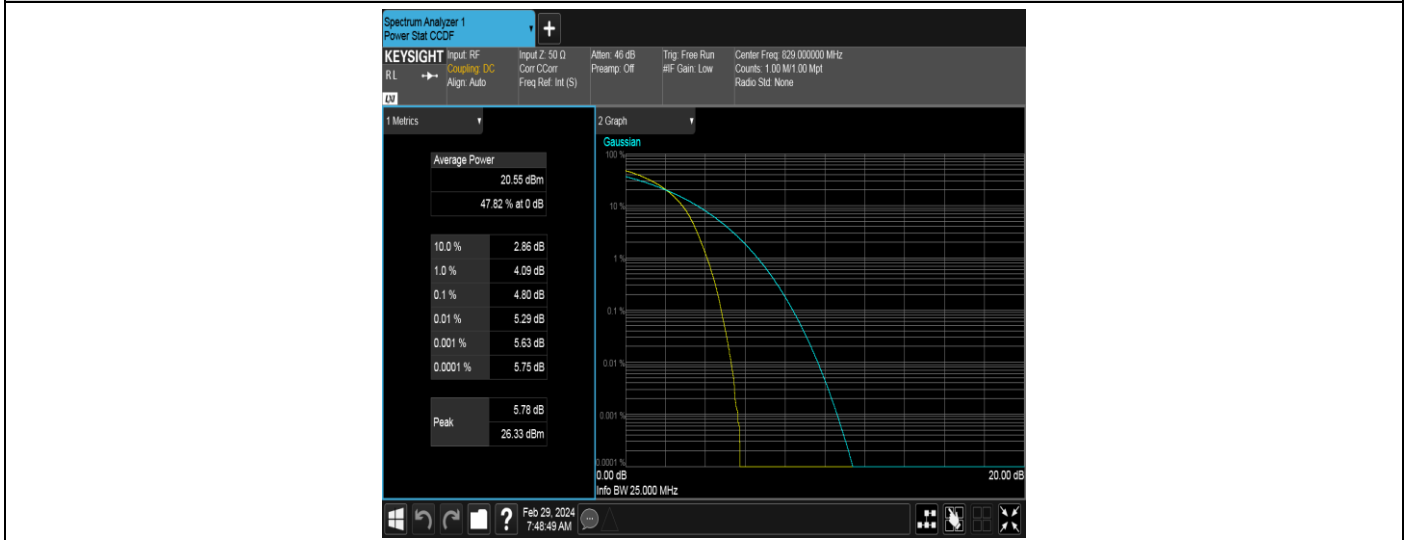 Spectrum Analyzer 1
Power Stat CCDF
+
KEYSIGHT
RL
LXI
Input: RF
Coupling: DC
Align: Auto
Input Z: 50 Ω
Corr CCorr
Freq Ref: Int (S)
Atten: 46 dB
Preamp: Off
Trig: Free Run
#IF Gain: Low
Center Freq: 829.000000 MHz
Counts: 1.00 M/1.00 Mpt
Radio Std: None
1 Metrics
Average Power
20.55 dBm
47.82 % at 0 dB
10.0 % 2.86 dB
1.0 % 4.09 dB
0.1 % 4.80 dB
0.01 % 5.29 dB
0.001 % 5.63 dB
0.0001 % 5.75 dB
Peak
5.78 dB
26.33 dBm
2 Graph
Gaussian
100 %
10 %
1 %
0.1 %
0.01 %
0.001 %
0.0001 %
0.00 dB 20.00 dB
Info BW 25.000 MHz
?
Feb 29, 2024
7:48:49 AM